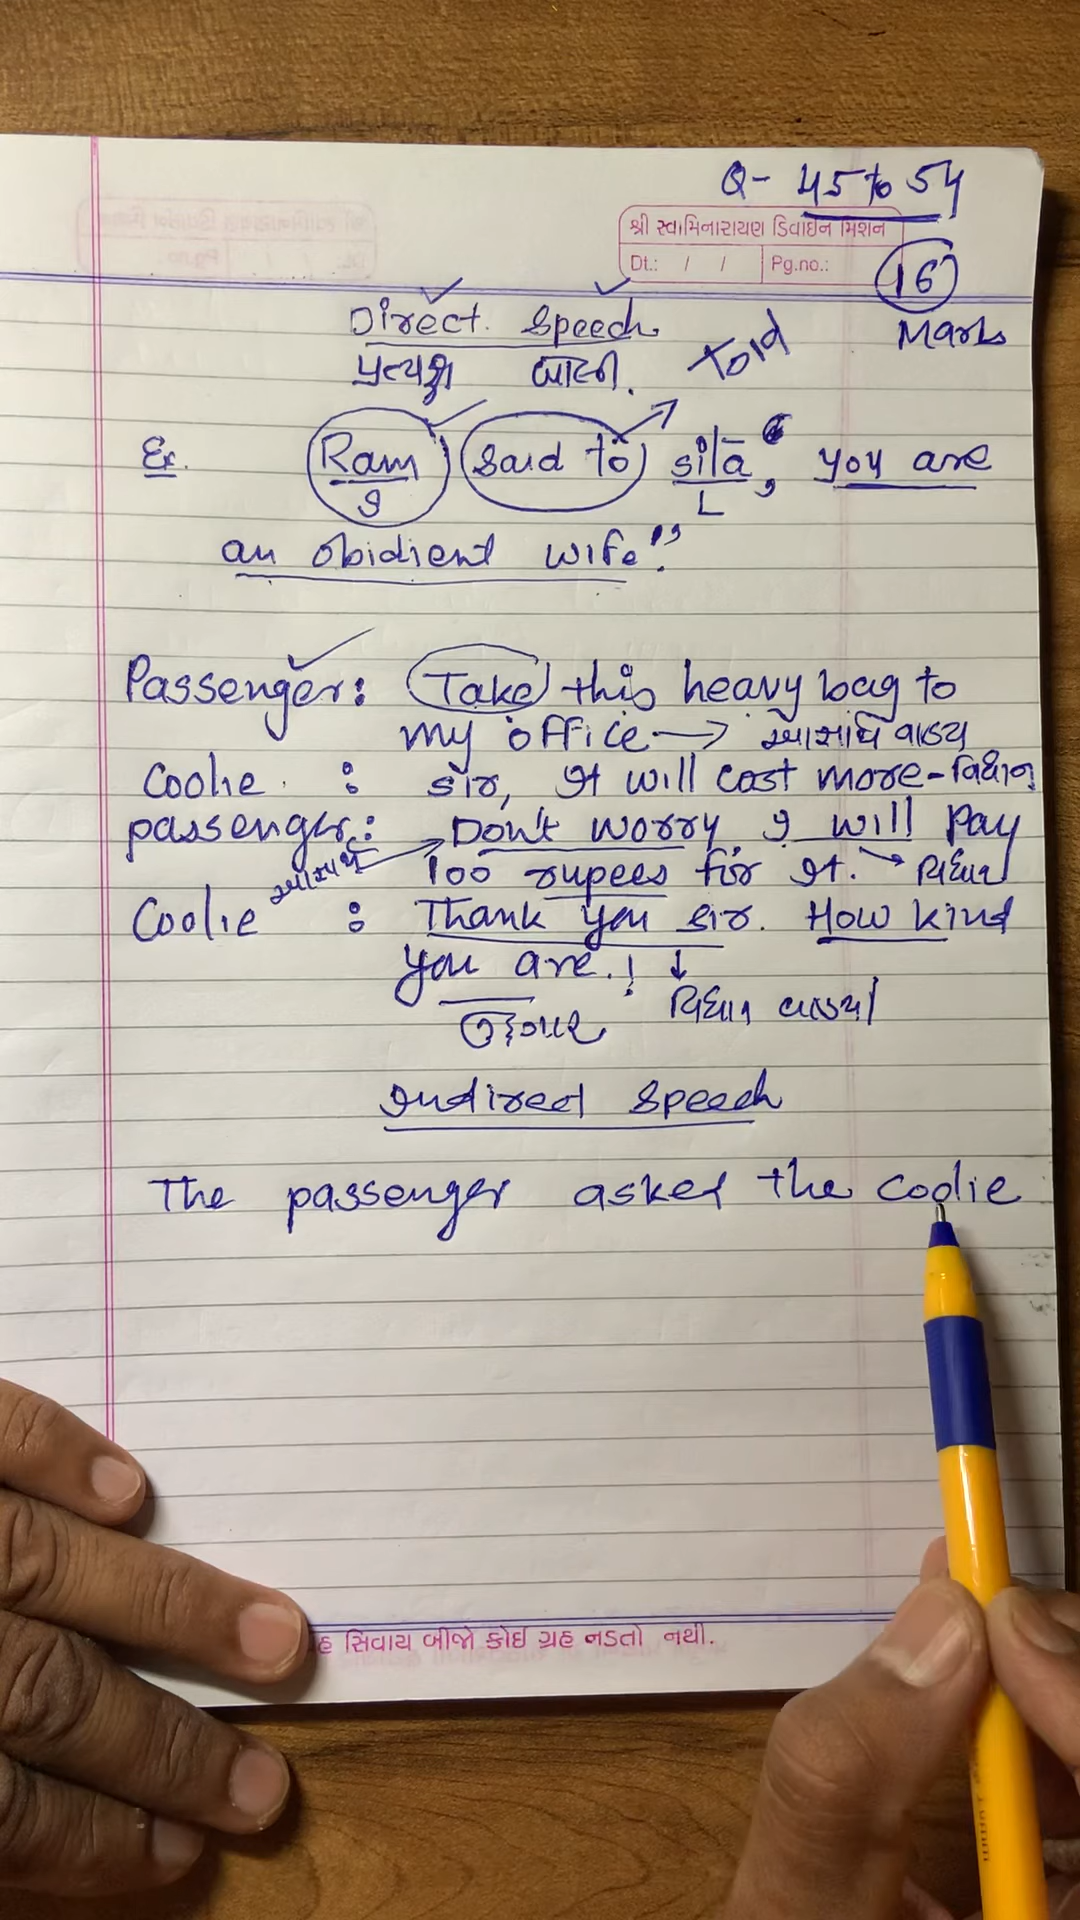 Q- 45 to 54
શ્રી સ્વામિનારાયણ ડિવાઇન મિશન
Dt.: / / Pg.no.:
16
Marks
Direct. Speech
પ્રત્યક્ષ બોલી.
told
Ex. Ram said to sita, "you are
S L
an obidient wife."
Passenger: Take this heavy bag to
my office → આજ્ઞાર્થ વાક્ય
Coolie : Sir, It will cost more - વિધાન
passenger: Don't worry, I will pay
આજ્ઞાર્થ 100 rupees for It. → વિધાન
Coolie : Thank you sir. How kind
you are.! ↓
ઉદ્દગાર વિધાન વાક્ય
Indirect Speech
The passenger asked the coolie
સિવાય બીજો કોઈ ગ્રહ નડતો નથી.